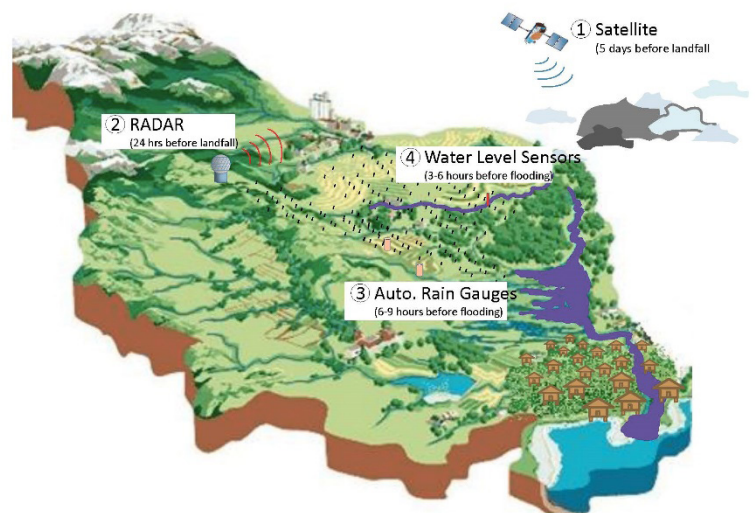 ① Satellite
(5 days before landfall
② RADAR
(24 hrs before landfall)
④ Water Level Sensors
(3-6 hours before flooding)
③ Auto. Rain Gauges
(6-9 hours before flooding)